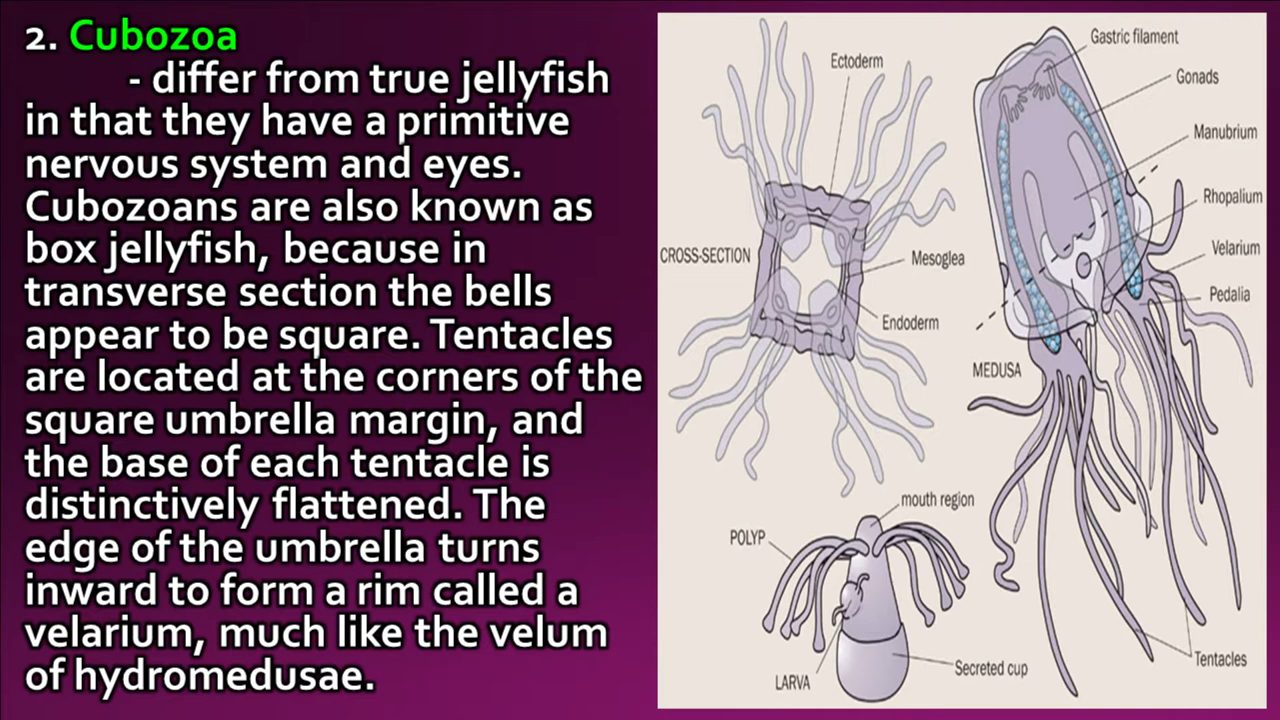 2. Cubozoa
- differ from true jellyfish
in that they have a primitive
nervous system and eyes.
Cubozoans are also known as
box jellyfish, because in
transverse section the bells
appear to be square. Tentacles
are located at the corners of the
square umbrella margin, and
the base of each tentacle is
distinctively flattened. The
edge of the umbrella turns
inward to form a rim called a
velarium, much like the velum
of hydromedusae.
Ectoderm
CROSS-SECTION
Mesoglea
Endoderm
Gastric filament
Gonads
Manubrium
Rhopalium
Velarium
Pedalia
MEDUSA
mouth region
POLYP
LARVA
Secreted cup
Tentacles